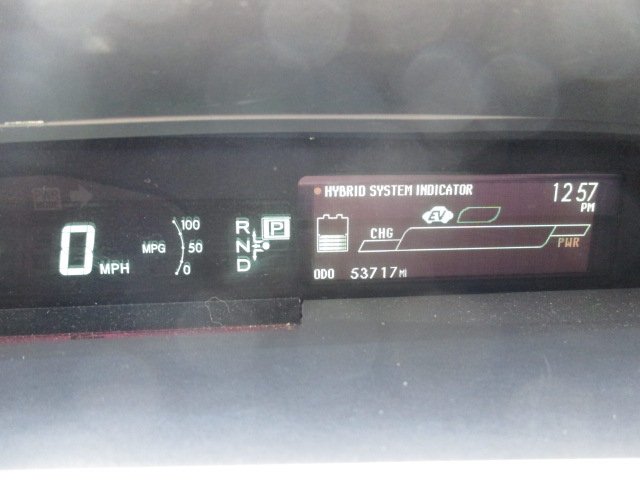 HYBRID SYSTEM INDICATOR
12:57
PM
EV
CHG
PWR
ODO 53717 MI
0 MPH
MPG
100
50
0
R
N
D
P